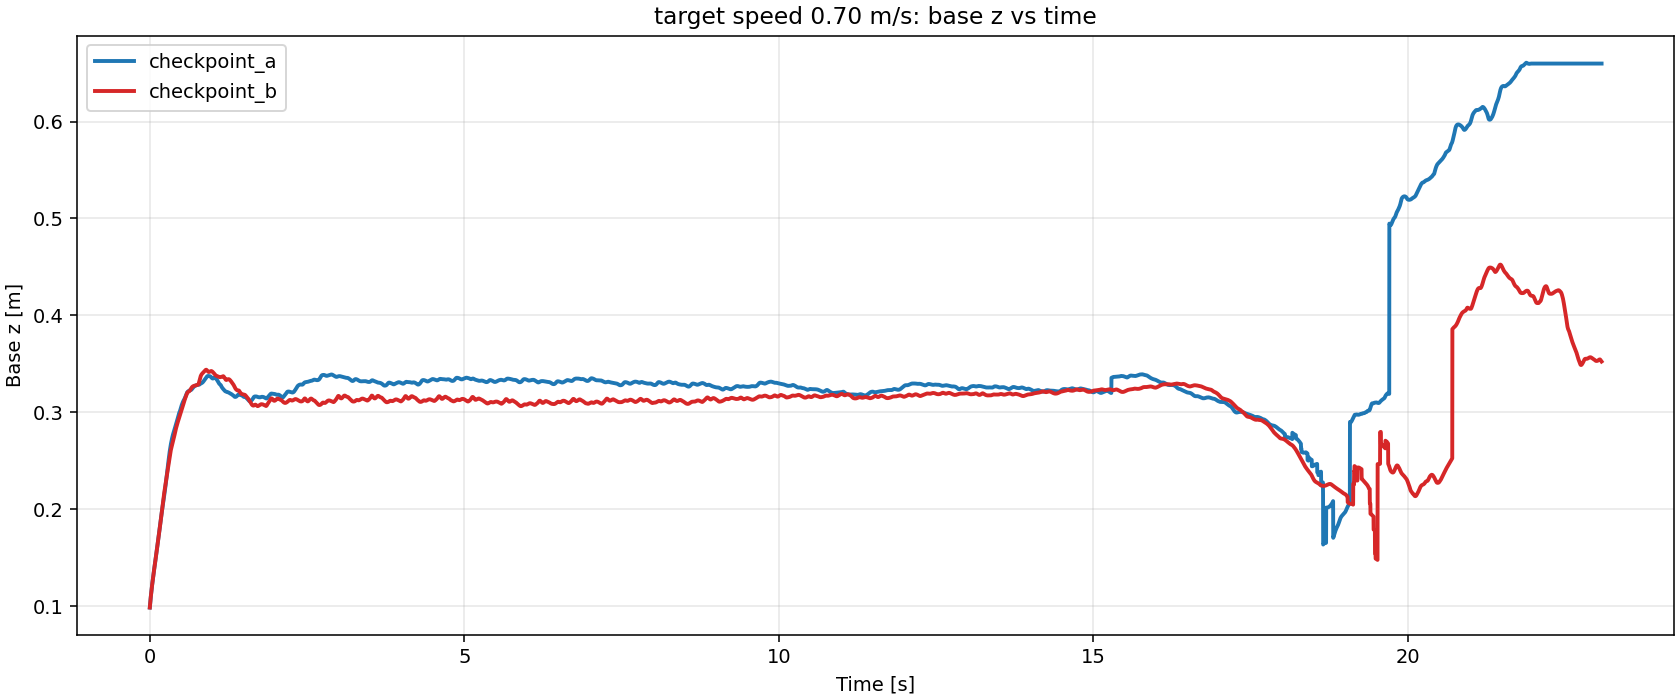 target speed 0.70 m/s: base z vs time
checkpoint_a
checkpoint_b
Base z [m]
0.6
0.5
0.4
0.3
0.2
0.1
0
5
10
15
20
Time [s]